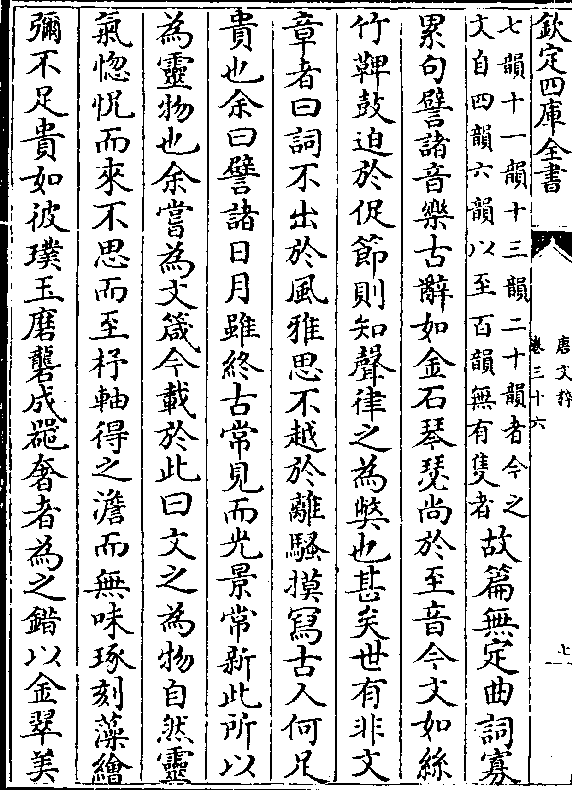 欽定四庫全書
唐文粹
卷三十六
七
七韻十一韻十三韻二十韻者今之
文自四韻六韻以至百韻無有隻者
故篇無定曲詞寡
累句譬諸音樂古辭如金石琴瑟尚於至音今文如絲
竹鞞鼓迫於促節則知聲律之為獘也甚矣世有非文
章者曰詞不出於風雅思不越於離騷摸寫古人何足
貴也余曰譬諸日月雖終古常見而光景常新此所以
為靈物也余嘗為文箴今載於此曰文之為物自然靈
氣惚怳而來不思而至杼軸得之澹而無味琢刻藻繪
彌不足貴如彼璞玉磨礱成器奢者為之錯以金翠美